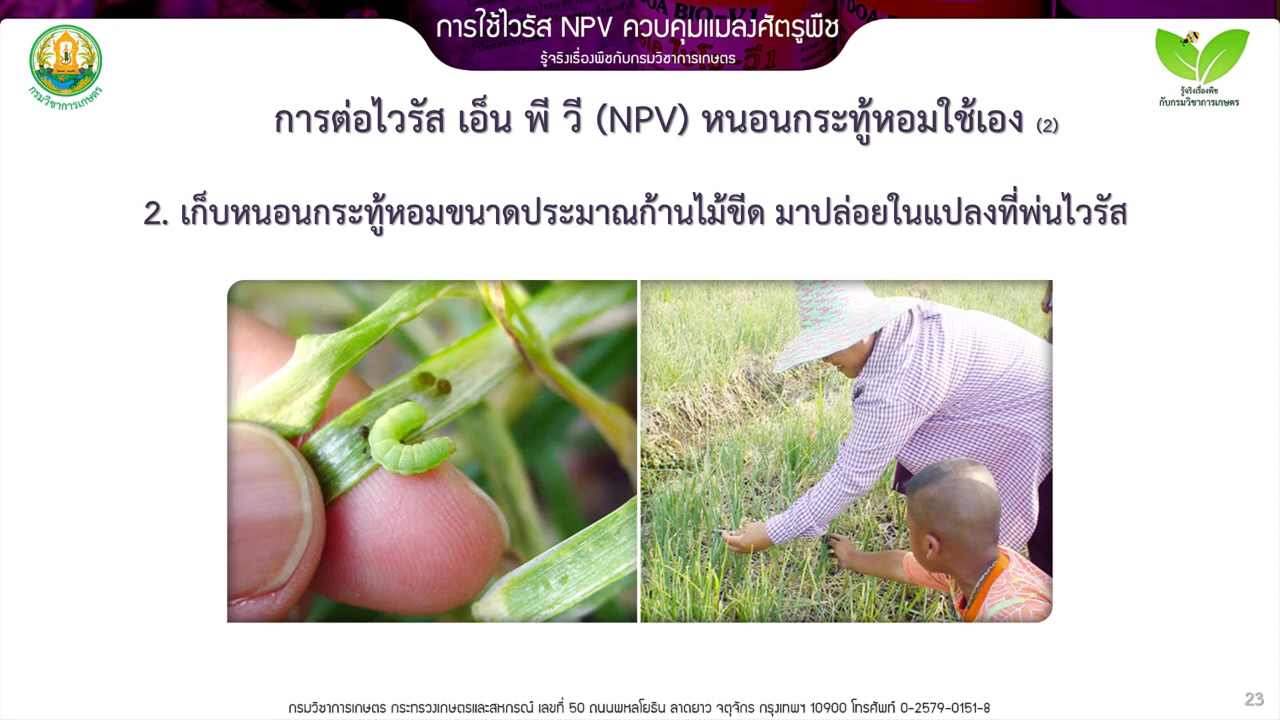 การใช้ไวรัส NPV ควบคุมแมลงศัตรูพืช
รู้จริงเรื่องพืชกับกรมวิชาการเกษตร
กรมวิชาการเกษตร
รู้จริงเรื่องพืช
กับกรมวิชาการเกษตร
การต่อไวรัส เอ็น พี วี (NPV) หนอนกระทู้หอมใช้เอง (2)
2. เก็บหนอนกระทู้หอมขนาดประมาณก้านไม้ขีด มาปล่อยในแปลงที่พ่นไวรัส
กรมวิชาการเกษตร กระทรวงเกษตรและสหกรณ์ เลขที่ 50 ถนนพหลโยธิน ลาดยาว จตุจักร กรุงเทพฯ 10900 โทรศัพท์ 0-2579-0151-8
23